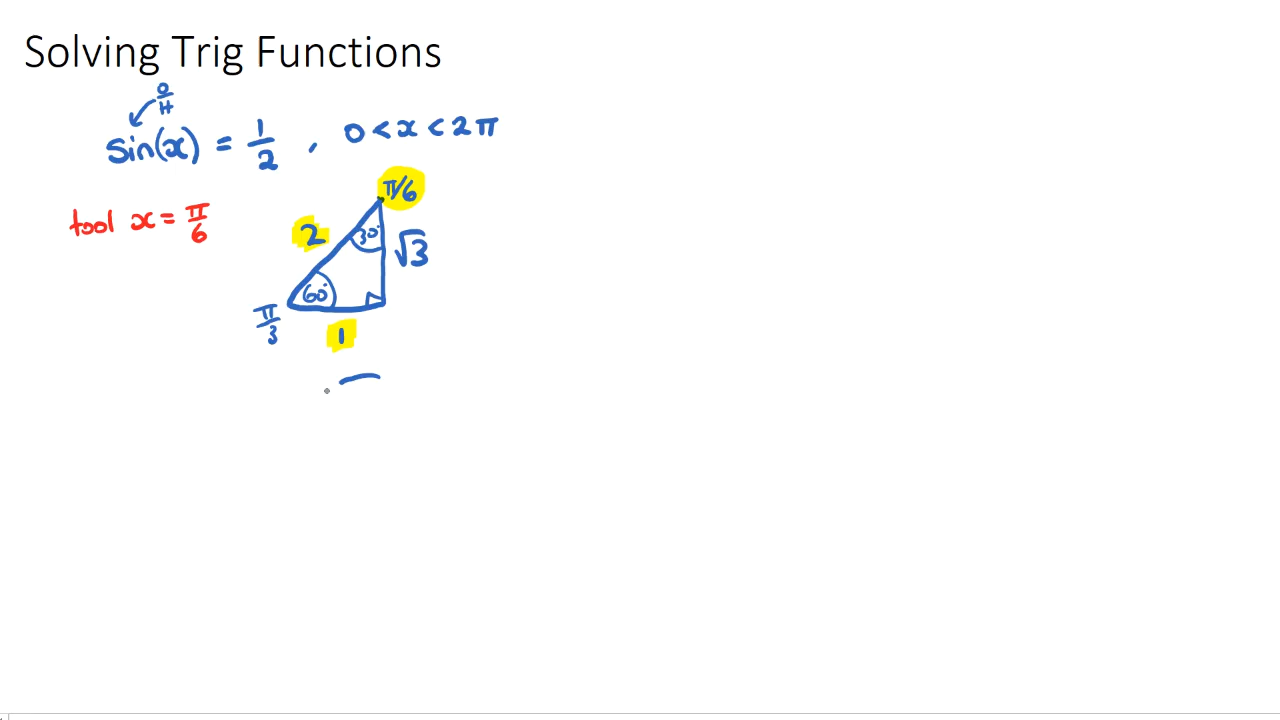 Solving Trig Functions
O/H
sin(x) = 1/2 , 0 < x < 2π
π/6
tool x = π/6
2
30°
√3
60°
π/3
1